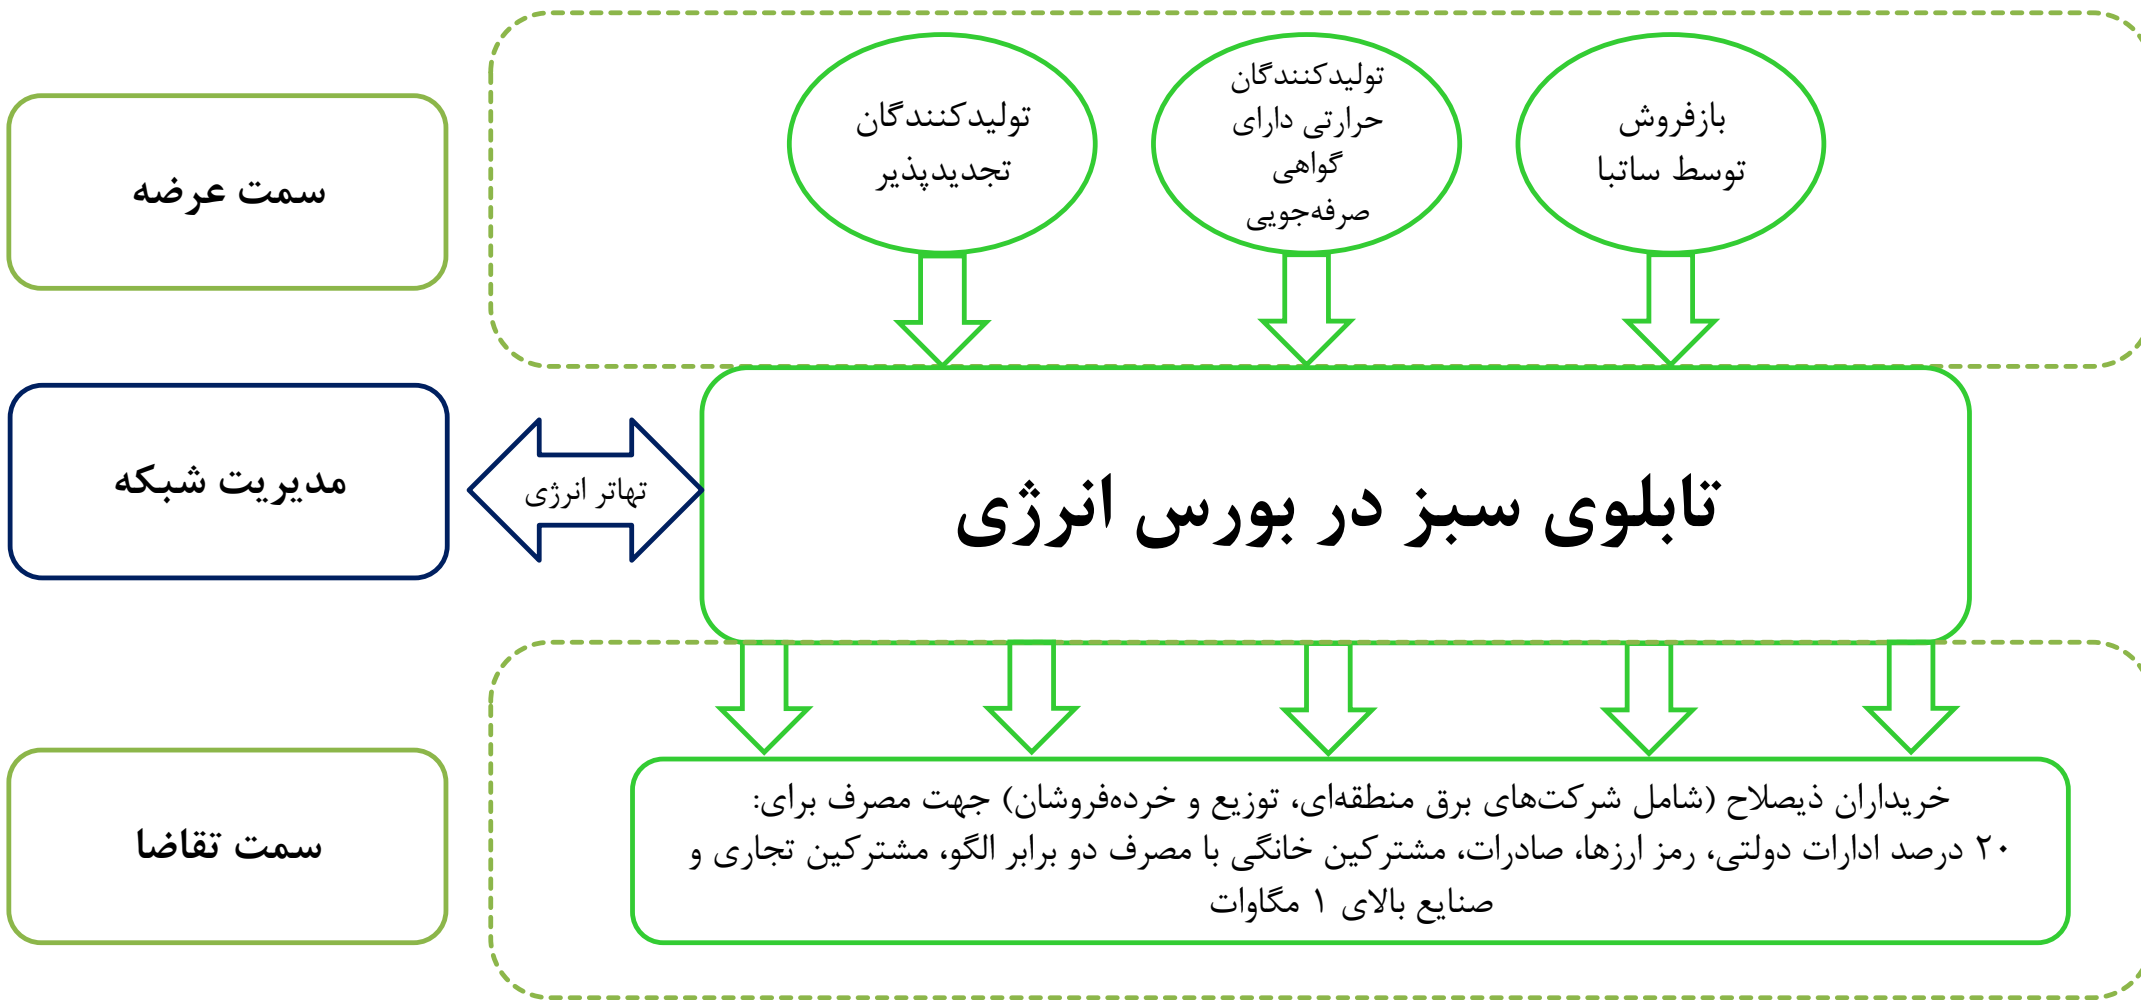 سمت عرضه
بازفروش
توسط ساتبا
تولیدکنندگان
حرارتی دارای
گواهی
صرفه‌جویی
تولیدکنندگان
تجدیدپذیر
مدیریت شبکه
تهاتر انرژی
تابلوی سبز در بورس انرژی
سمت تقاضا
خریداران ذیصلاح (شامل شرکت‌های برق منطقه‌ای، توزیع و خرده‌فروشان) جهت مصرف برای:
۲۰ درصد ادارات دولتی، رمز ارزها، صادرات، مشترکین خانگی با مصرف دو برابر الگو، مشترکین تجاری و
صنایع بالای ۱ مگاوات